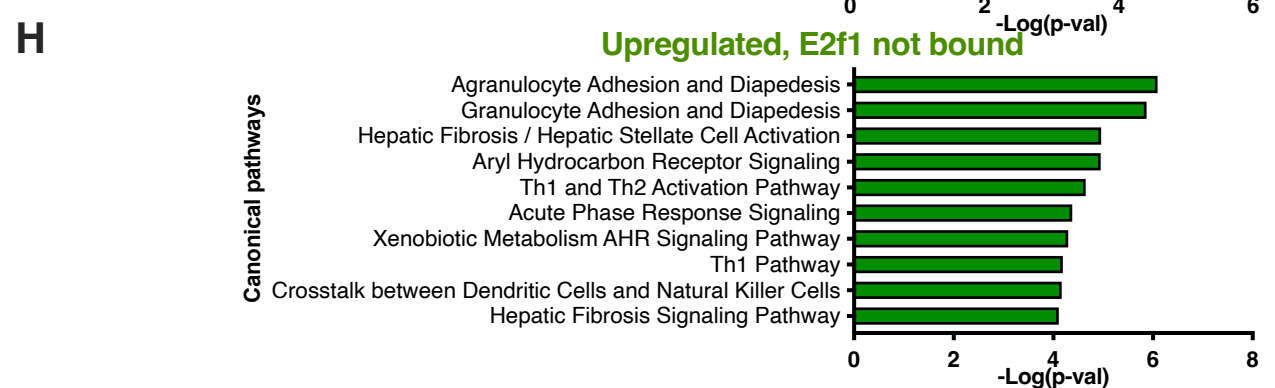 0 2 4 6
-Log(p-val)
H
Upregulated, E2f1 not bound
Canonical pathways
Agranulocyte Adhesion and Diapedesis
Granulocyte Adhesion and Diapedesis
Hepatic Fibrosis / Hepatic Stellate Cell Activation
Aryl Hydrocarbon Receptor Signaling
Th1 and Th2 Activation Pathway
Acute Phase Response Signaling
Xenobiotic Metabolism AHR Signaling Pathway
Th1 Pathway
Crosstalk between Dendritic Cells and Natural Killer Cells
Hepatic Fibrosis Signaling Pathway
0 2 4 6 8
-Log(p-val)